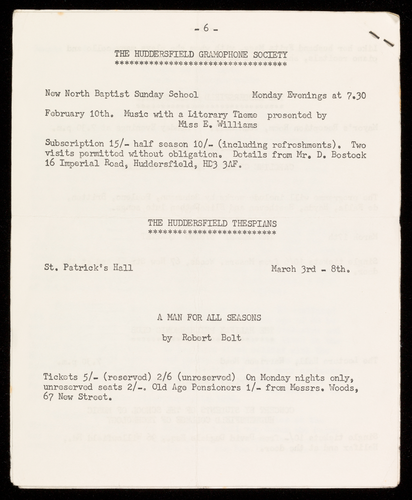 - 6 -
THE HUDDERSFIELD GRAMOPHONE SOCIETY
***********************************
New North Baptist Sunday School Monday Evenings at 7.30
February 10th. Music with a Literary Theme presented by
Miss E. Williams
Subscription 15/- half season 10/- (including refreshments). Two
visits permitted without obligation. Details from Mr. D. Bostock
16 Imperial Road, Huddersfield, HD3 3AF.
THE HUDDERSFIELD THESPIANS
**************************
St. Patrick's Hall March 3rd - 8th.
A MAN FOR ALL SEASONS
by Robert Bolt
Tickets 5/- (reserved) 2/6 (unreserved) On Monday nights only,
unreserved seats 2/-. Old Age Pensioners 1/- from Messrs. Woods,
67 New Street.